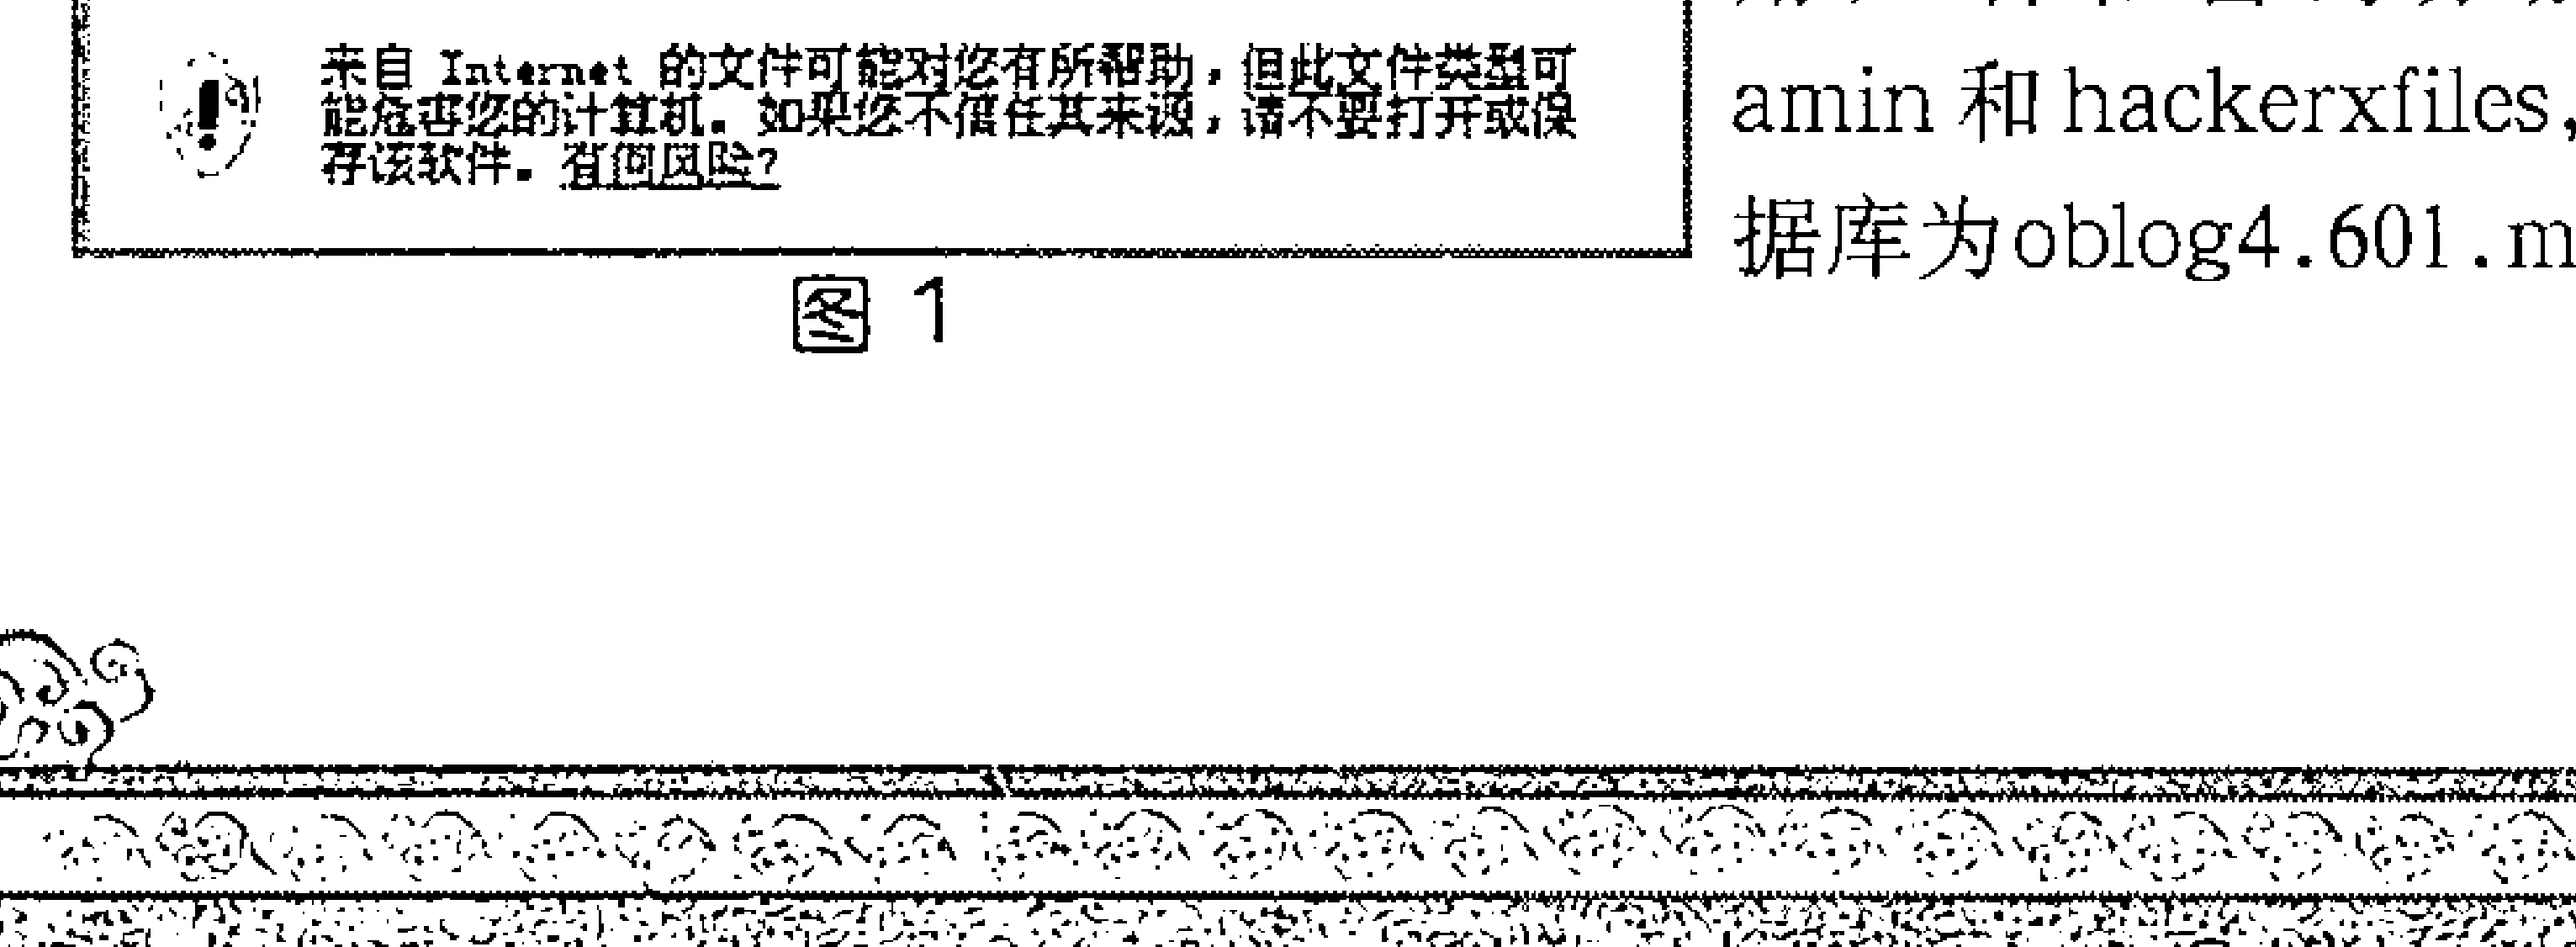 来自 Internet 的文件可能对您有所帮助，但此文件类型可
能危害您的计算机。如果您不信任其来源，请不要打开或保
存该软件。有何风险?
图 1
amin 和 hackerxfiles,
据库为oblog4.601.m